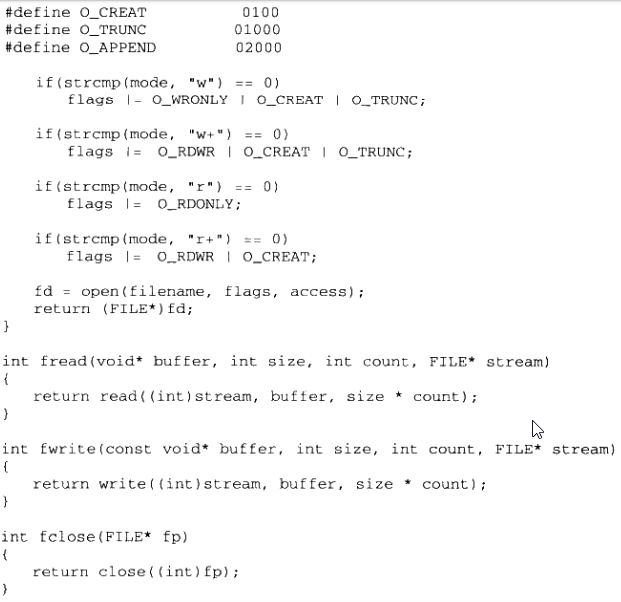 #define O_CREAT 0100
#define O_TRUNC 01000
#define O_APPEND 02000
if(strcmp(mode, "w") == 0)
flags |= O_WRONLY | O_CREAT | O_TRUNC;
if(strcmp(mode, "w+") == 0)
flags |= O_RDWR | O_CREAT | O_TRUNC;
if(strcmp(mode, "r") == 0)
flags |= O_RDONLY;
if(strcmp(mode, "r+") == 0)
flags |= O_RDWR | O_CREAT;
fd = open(filename, flags, access);
return (FILE*)fd;
}
int fread(void* buffer, int size, int count, FILE* stream)
{
return read((int)stream, buffer, size * count);
}
int fwrite(const void* buffer, int size, int count, FILE* stream)
{
return write((int)stream, buffer, size * count);
}
int fclose(FILE* fp)
{
return close((int)fp);
}